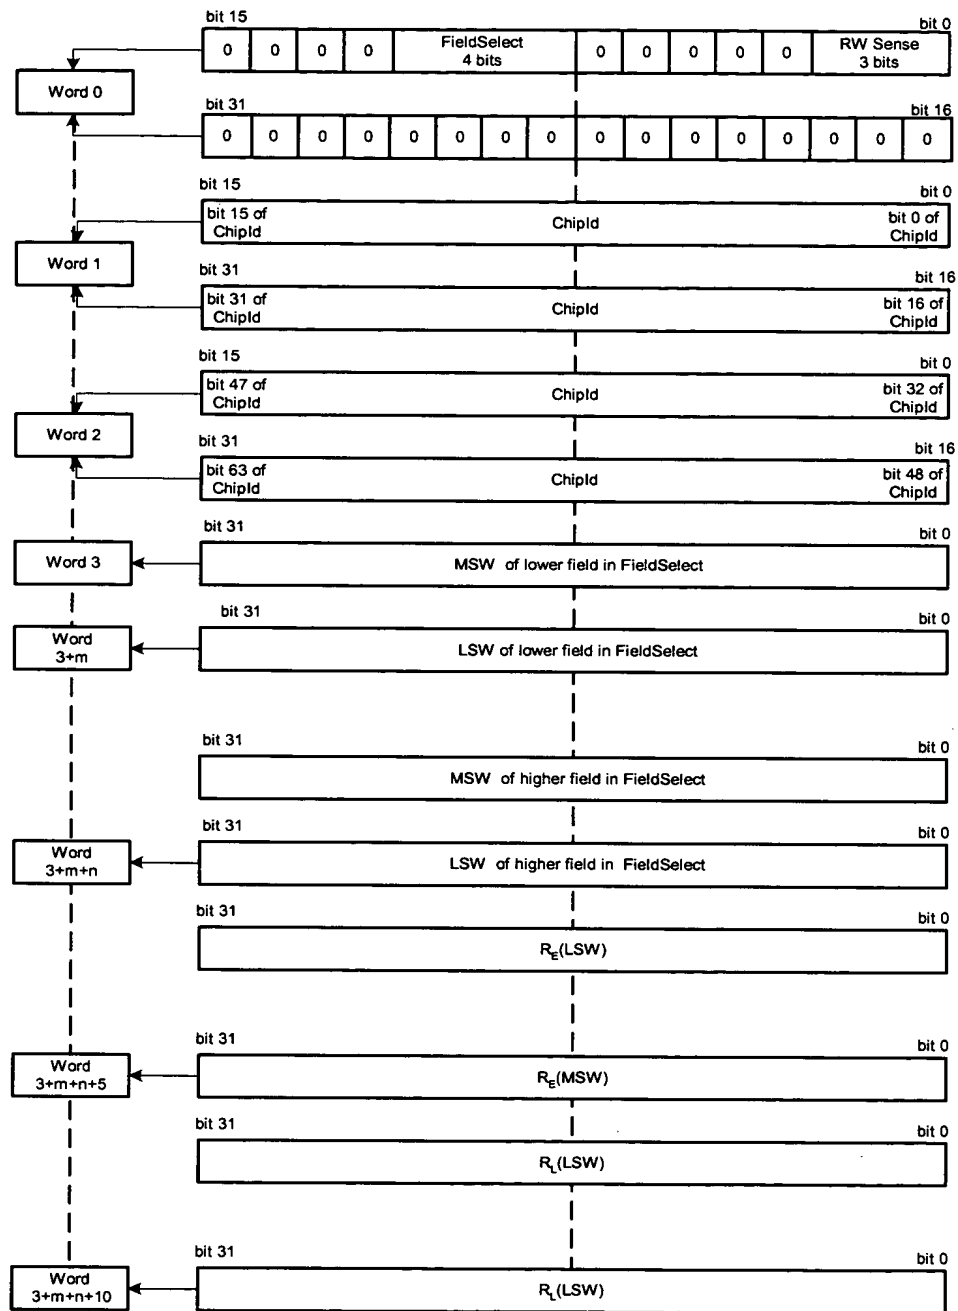 bit 15 bit 0
0 0 0 0 FieldSelect 4 bits 0 0 0 0 0 RW Sense 3 bits
Word 0
bit 31 bit 16
0 0 0 0 0 0 0 0 0 0 0 0 0 0 0 0
bit 15 bit 0
bit 15 of ChipId ChipId bit 0 of ChipId
Word 1
bit 31 bit 16
bit 31 of ChipId ChipId bit 16 of ChipId
bit 15 bit 0
bit 47 of ChipId ChipId bit 32 of ChipId
Word 2
bit 31 bit 16
bit 63 of ChipId ChipId bit 48 of ChipId
bit 31 bit 0
Word 3 MSW of lower field in FieldSelect
bit 31 bit 0
Word 3+m LSW of lower field in FieldSelect
bit 31 bit 0
MSW of higher field in FieldSelect
bit 31 bit 0
Word 3+m+n LSW of higher field in FieldSelect
bit 31 bit 0
RE(LSW)
bit 31 bit 0
Word 3+m+n+5 RE(MSW)
bit 31 bit 0
RL(LSW)
bit 31 bit 0
Word 3+m+n+10 RL(LSW)